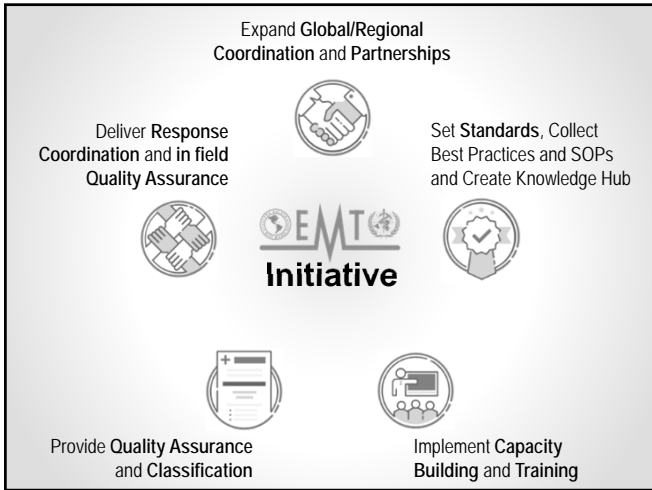 Expand Global/Regional
Coordination and Partnerships
Deliver Response
Coordination and in field
Quality Assurance
Set Standards, Collect
Best Practices and SOPs
and Create Knowledge Hub
EMT
Initiative
Provide Quality Assurance
and Classification
Implement Capacity
Building and Training